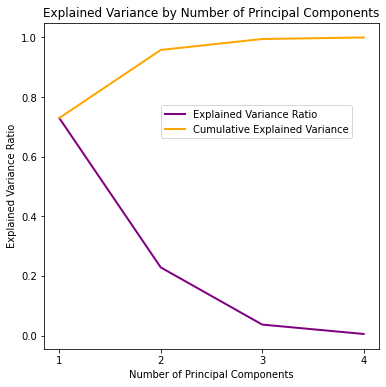 Explained Variance by Number of Principal Components
1.0
0.8
0.6
0.4
0.2
0.0
Explained Variance Ratio
Explained Variance Ratio
Cumulative Explained Variance
1 2 3 4
Number of Principal Components